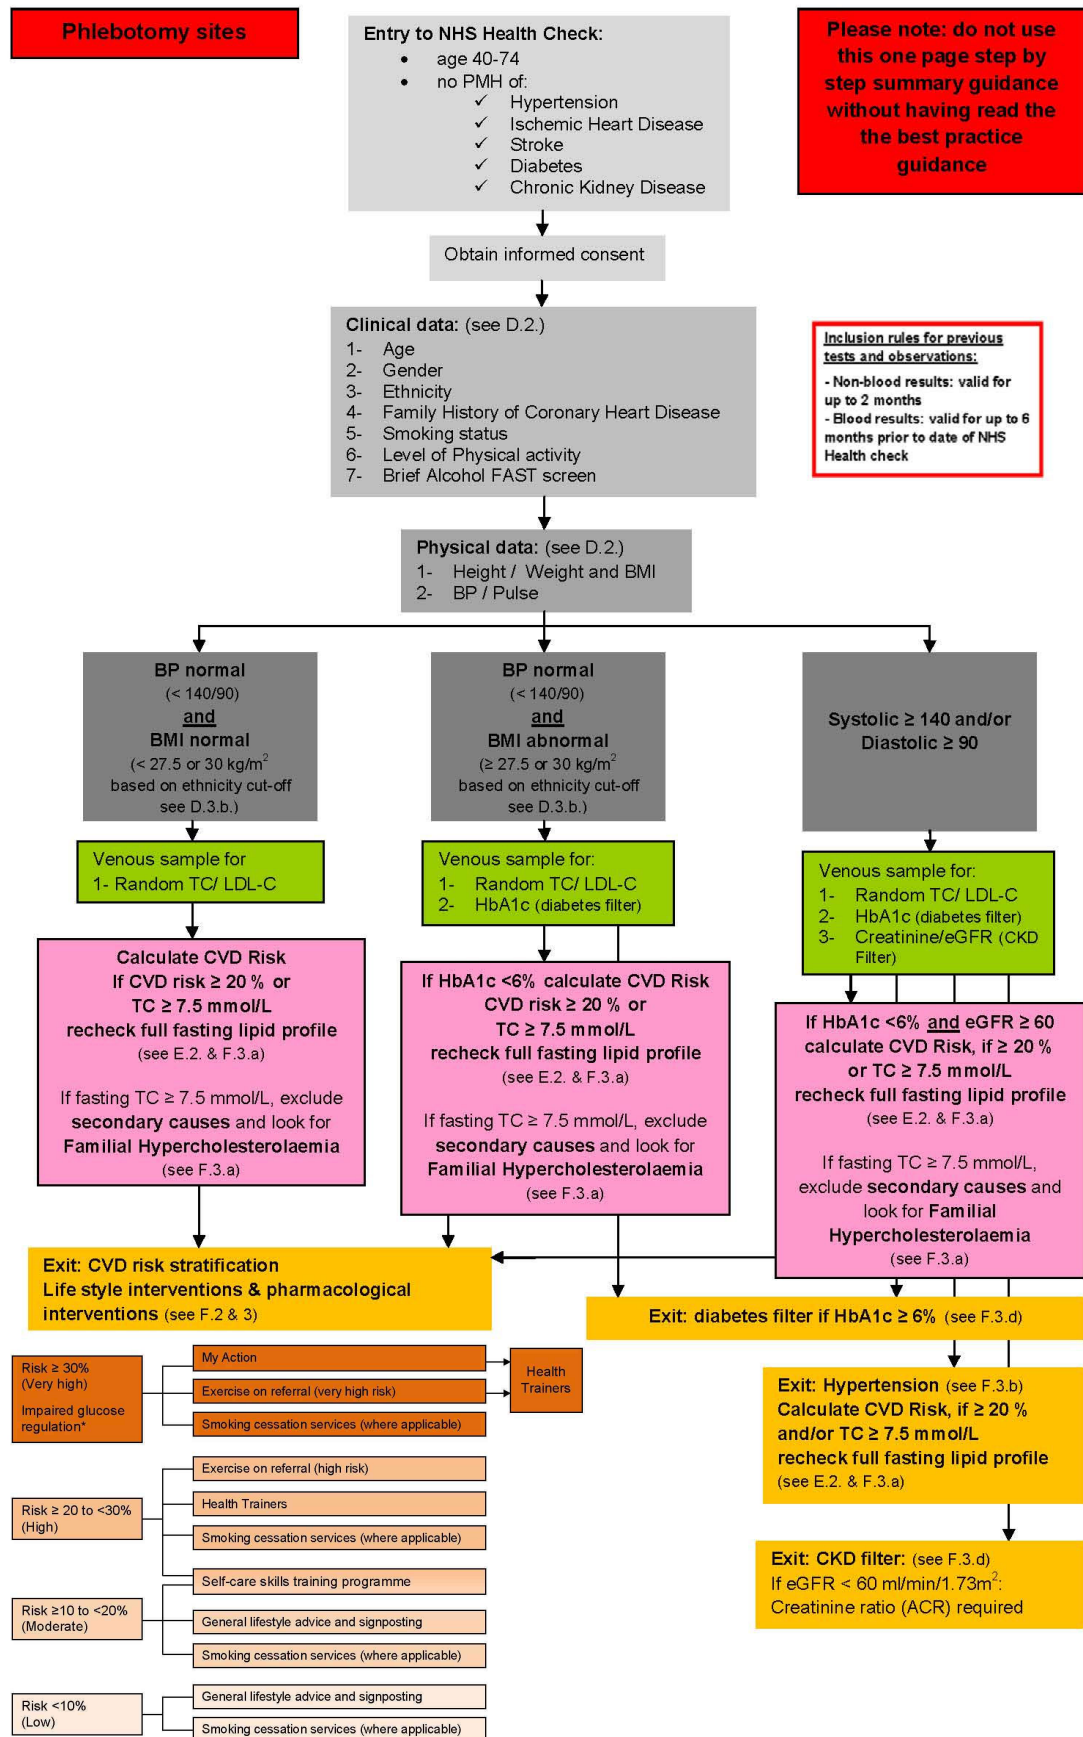 Phlebotomy sites
Entry to NHS Health Check:
• age 40-74
• no PMH of:
✓ Hypertension
✓ Ischemic Heart Disease
✓ Stroke
✓ Diabetes
✓ Chronic Kidney Disease
Please note: do not use
this one page step by
step summary guidance
without having read the
the best practice
guidance
Obtain informed consent
Clinical data: (see D.2.)
1- Age
2- Gender
3- Ethnicity
4- Family History of Coronary Heart Disease
5- Smoking status
6- Level of Physical activity
7- Brief Alcohol FAST screen
Inclusion rules for previous
tests and observations:
- Non-blood results: valid for
up to 2 months
- Blood results: valid for up to 6
months prior to date of NHS
Health check
Physical data: (see D.2.)
1- Height / Weight and BMI
2- BP / Pulse
BP normal
(< 140/90)
and
BMI normal
(< 27.5 or 30 kg/m²
based on ethnicity cut-off
see D.3.b.)
BP normal
(< 140/90)
and
BMI abnormal
(≥ 27.5 or 30 kg/m²
based on ethnicity cut-off
see D.3.b.)
Systolic ≥ 140 and/or
Diastolic ≥ 90
Venous sample for
1- Random TC/ LDL-C
Venous sample for:
1- Random TC/ LDL-C
2- HbA1c (diabetes filter)
Venous sample for:
1- Random TC/ LDL-C
2- HbA1c (diabetes filter)
3- Creatinine/eGFR (CKD
Filter)
Calculate CVD Risk
If CVD risk ≥ 20 % or
TC ≥ 7.5 mmol/L
recheck full fasting lipid profile
(see E.2. & F.3.a)
If fasting TC ≥ 7.5 mmol/L, exclude
secondary causes and look for
Familial Hypercholesterolaemia
(see F.3.a)
If HbA1c <6% calculate CVD Risk
CVD risk ≥ 20 % or
TC ≥ 7.5 mmol/L
recheck full fasting lipid profile
(see E.2. & F.3.a)
If fasting TC ≥ 7.5 mmol/L, exclude
secondary causes and look for
Familial Hypercholesterolaemia
(see F.3.a)
If HbA1c <6% and eGFR ≥ 60
calculate CVD Risk, if ≥ 20 %
or TC ≥ 7.5 mmol/L
recheck full fasting lipid profile
(see E.2. & F.3.a)
If fasting TC ≥ 7.5 mmol/L,
exclude secondary causes and
look for Familial
Hypercholesterolaemia
(see F.3.a)
Exit: CVD risk stratification
Life style interventions & pharmacological
interventions (see F.2 & 3)
Exit: diabetes filter if HbA1c ≥ 6% (see F.3.d)
Exit: Hypertension (see F.3.b)
Calculate CVD Risk, if ≥ 20 %
and/or TC ≥ 7.5 mmol/L
recheck full fasting lipid profile
(see E.2. & F.3.a)
Exit: CKD filter: (see F.3.d)
If eGFR < 60 ml/min/1.73m²:
Creatinine ratio (ACR) required
Risk ≥ 30%
(Very high)
Impaired glucose
regulation*
My Action
Exercise on referral (very high risk)
Smoking cessation services (where applicable)
Health
Trainers
Risk ≥ 20 to <30%
(High)
Exercise on referral (high risk)
Health Trainers
Smoking cessation services (where applicable)
Self-care skills training programme
Risk ≥10 to <20%
(Moderate)
General lifestyle advice and signposting
Smoking cessation services (where applicable)
Risk <10%
(Low)
General lifestyle advice and signposting
Smoking cessation services (where applicable)